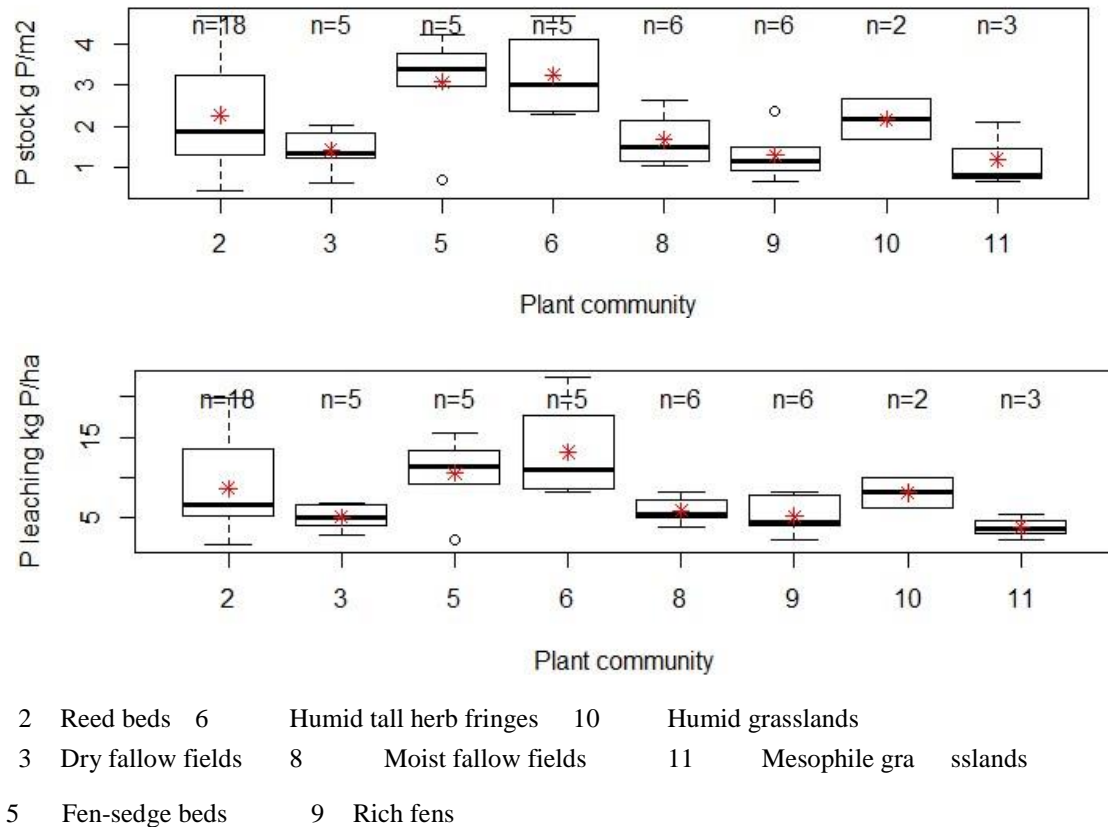 P stock g P/m2
4
3
2
1
n=18 n=5 n=5 n=5 n=6 n=6 n=2 n=3
2 3 5 6 8 9 10 11
Plant community
P leaching kg P/ha
15
5
n=18 n=5 n=5 n=5 n=6 n=6 n=2 n=3
2 3 5 6 8 9 10 11
Plant community
2 Reed beds 6 Humid tall herb fringes 10 Humid grasslands
3 Dry fallow fields 8 Moist fallow fields 11 Mesophile gra sslands
5 Fen-sedge beds 9 Rich fens